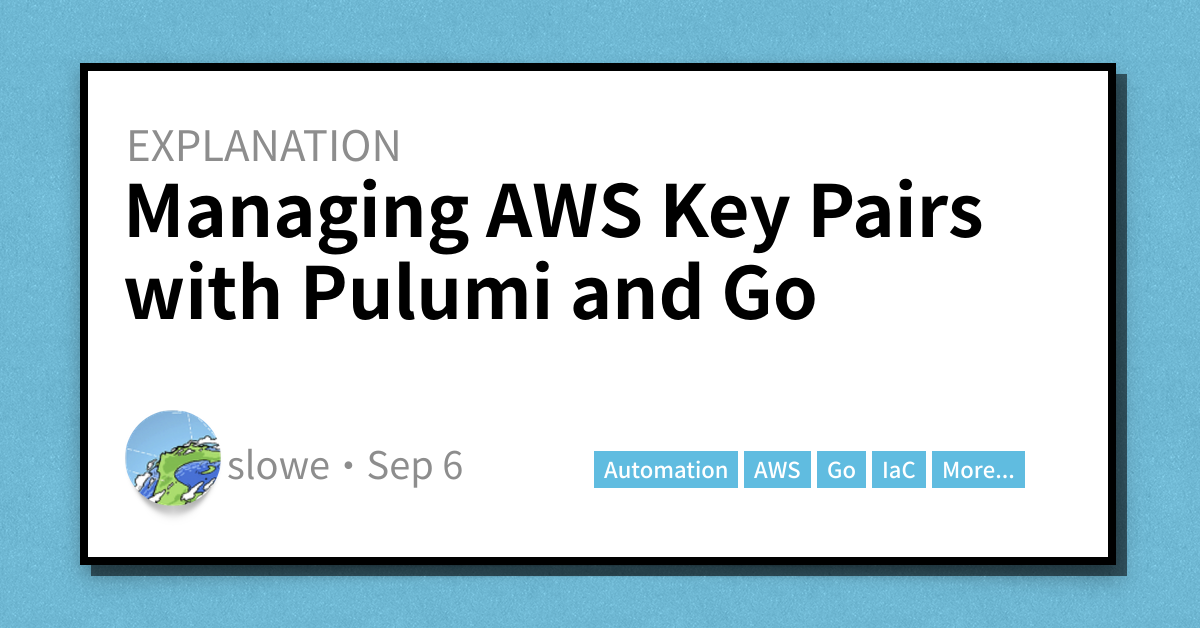 EXPLANATION
Managing AWS Key Pairs
with Pulumi and Go
slowe • Sep 6
Automation AWS Go IaC More...